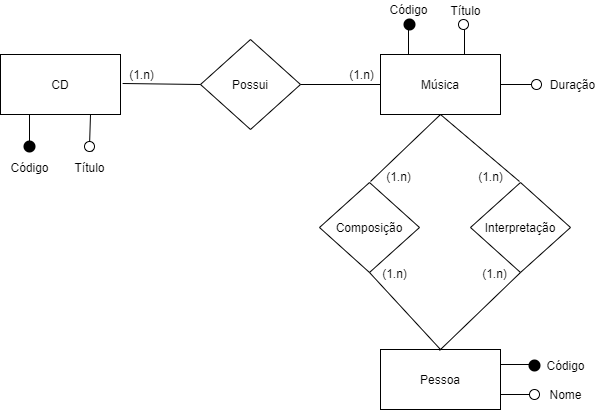 Código
Título
(1.n)
(1.n)
CD
Possui
Música
Duração
Código
Título
(1.n)
(1.n)
Composição
Interpretação
(1.n)
(1.n)
Código
Pessoa
Nome